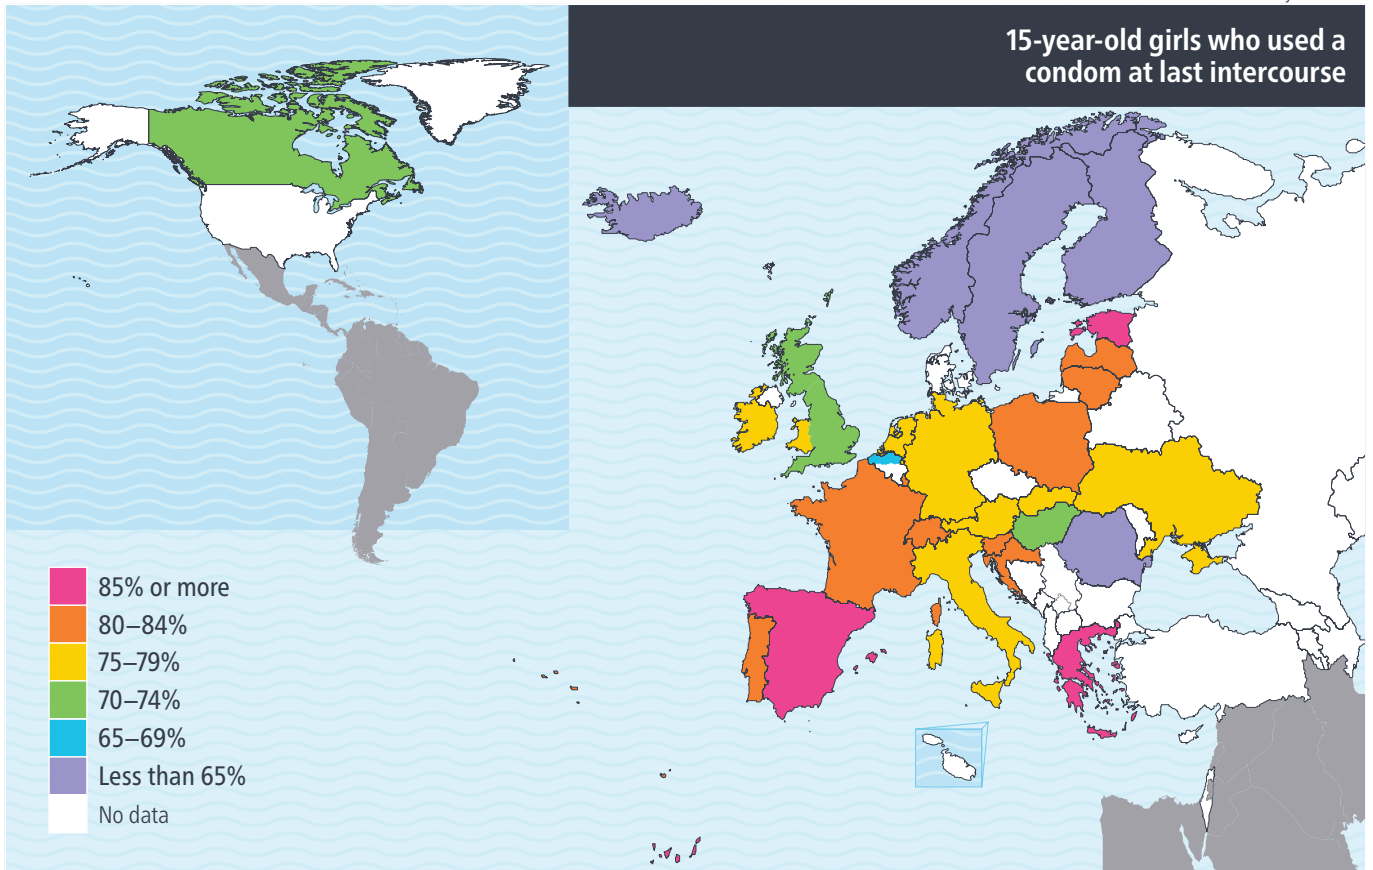 15-year-old girls who used a
condom at last intercourse
85% or more
80–84%
75–79%
70–74%
65–69%
Less than 65%
No data